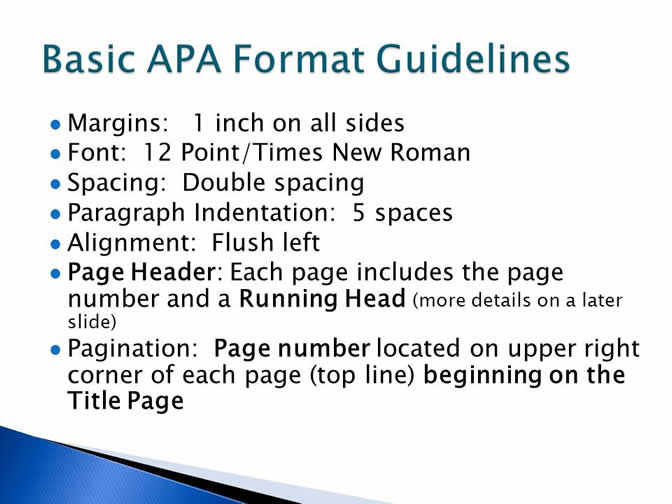 Basic APA Format Guidelines
Margins:   1 inch on all sides
Font:  12 Point/Times New Roman
Spacing:  Double spacing
Paragraph Indentation:  5 spaces
Alignment:  Flush left
Page Header: Each page includes the page
number and a Running Head (more details on a later
slide)
Pagination:  Page number located on upper right
corner of each page (top line) beginning on the
Title Page